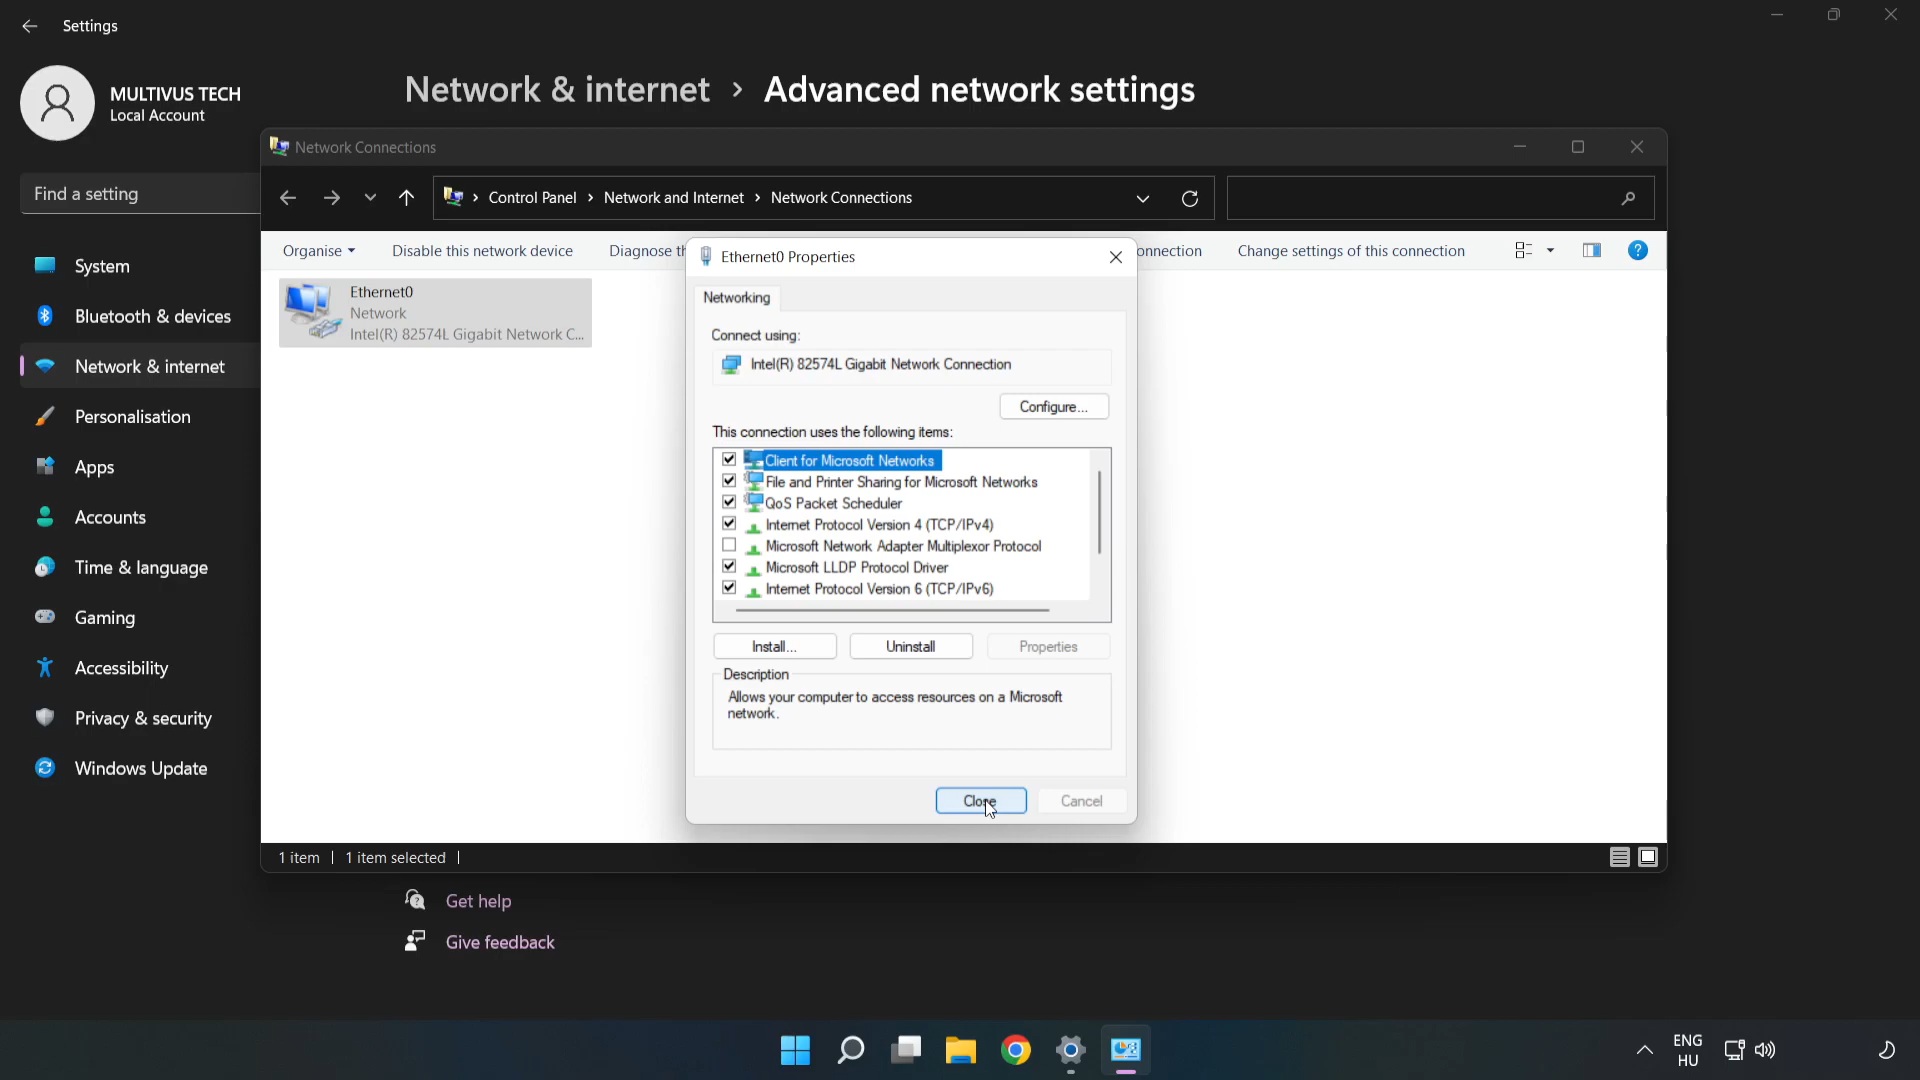 Settings
MULTIVUS TECH
Local Account
Network & internet › Advanced network settings
Find a setting
System
Bluetooth & devices
Network & internet
Personalisation
Apps
Accounts
Time & language
Gaming
Accessibility
Privacy & security
Windows Update
Network Connections
Control Panel › Network and Internet › Network Connections
Organise Disable this network device Diagnose th onnection Change settings of this connection
Ethernet0
Network
Intel(R) 82574L Gigabit Network C...
Ethernet0 Properties
Networking
Connect using:
Intel(R) 82574L Gigabit Network Connection
Configure...
This connection uses the following items:
Client for Microsoft Networks
File and Printer Sharing for Microsoft Networks
QoS Packet Scheduler
Internet Protocol Version 4 (TCP/IPv4)
Microsoft Network Adapter Multiplexor Protocol
Microsoft LLDP Protocol Driver
Internet Protocol Version 6 (TCP/IPv6)
Install... Uninstall Properties
Description
Allows your computer to access resources on a Microsoft
network.
Close Cancel
1 item 1 item selected
Get help
Give feedback
ENG
HU